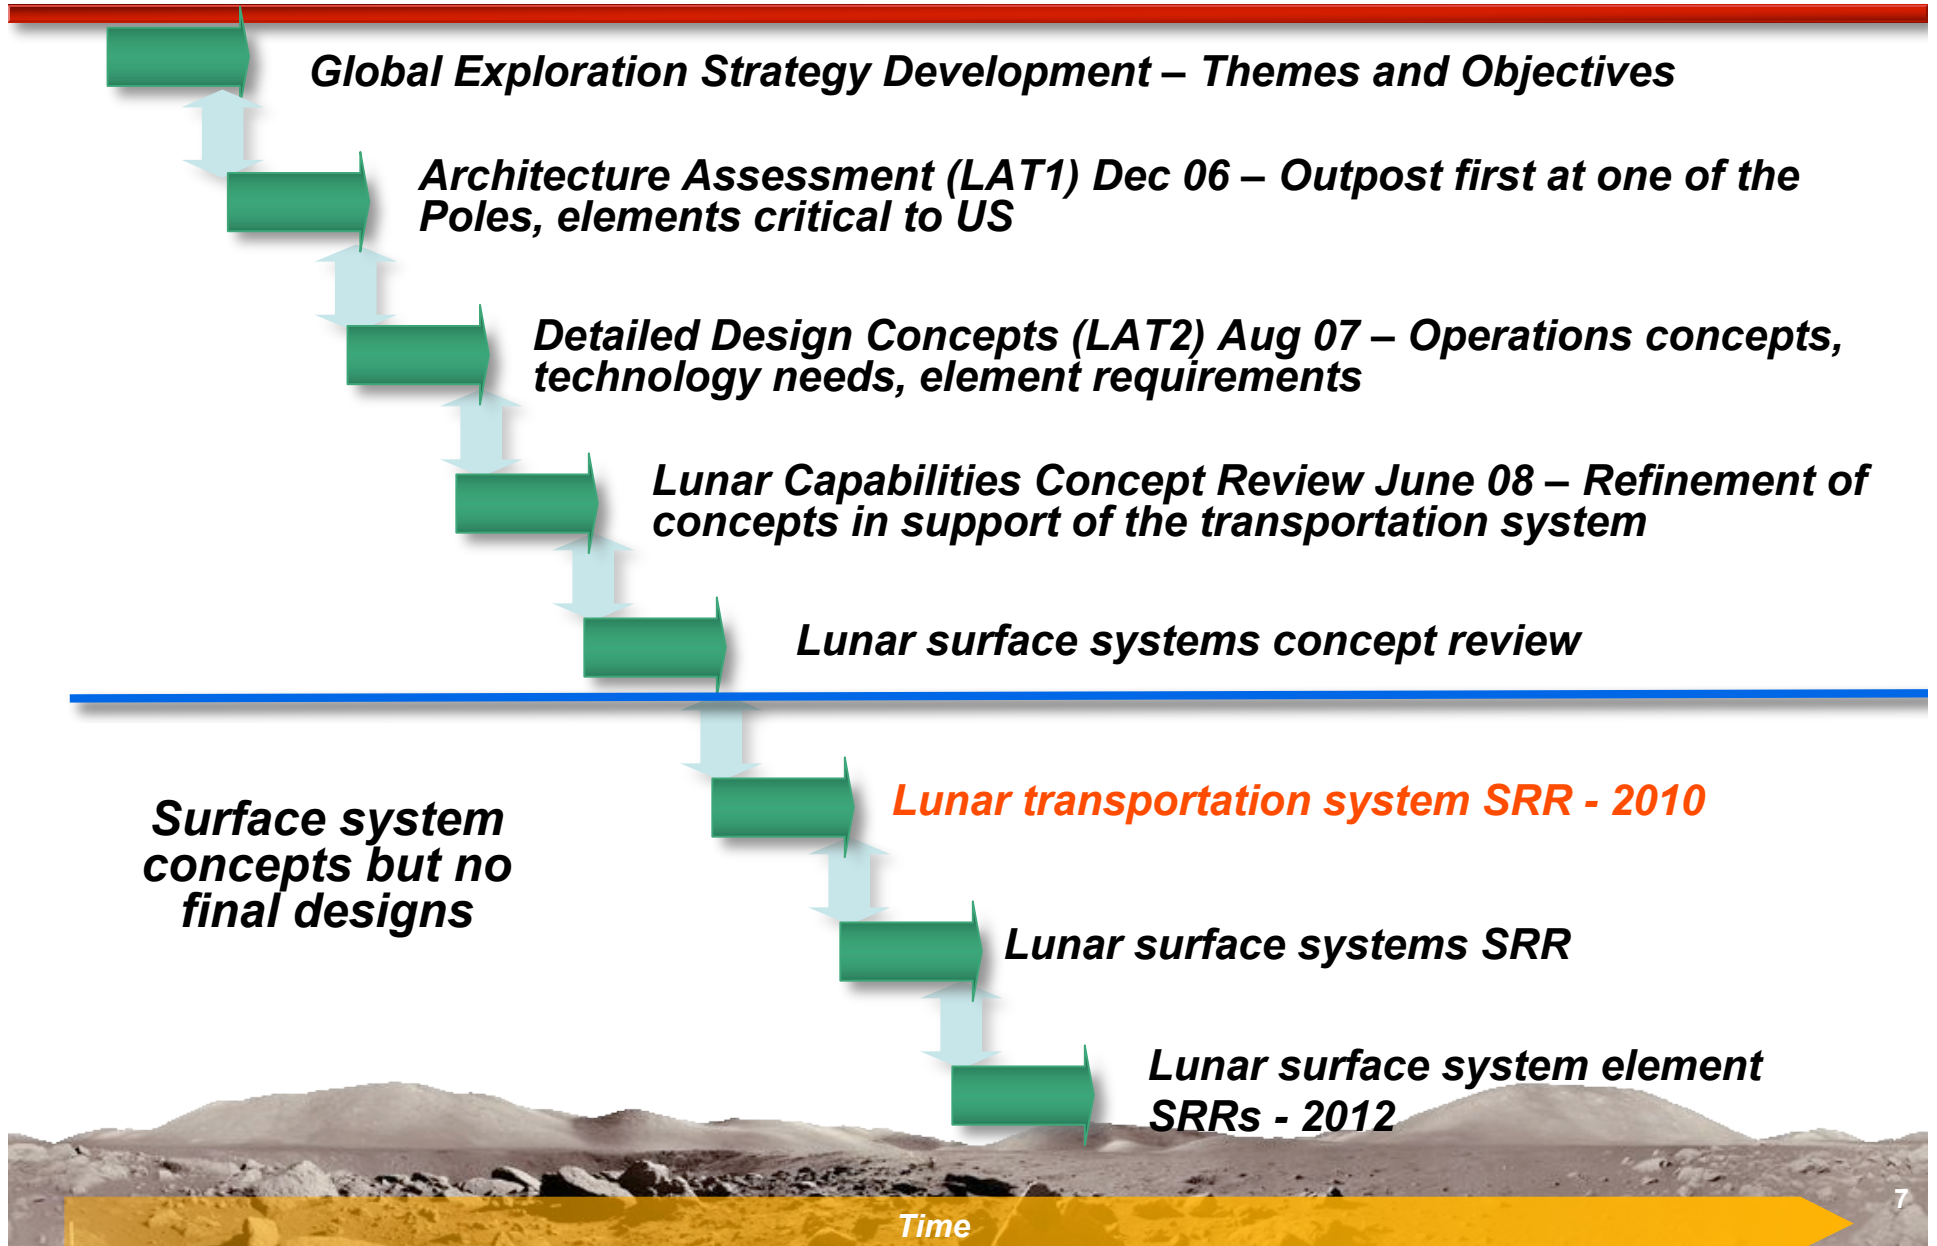 Global Exploration Strategy Development – Themes and Objectives
Architecture Assessment (LAT1) Dec 06 – Outpost first at one of the
Poles, elements critical to US
Detailed Design Concepts (LAT2) Aug 07 – Operations concepts,
technology needs, element requirements
Lunar Capabilities Concept Review June 08 – Refinement of
concepts in support of the transportation system
Lunar surface systems concept review
Lunar transportation system SRR - 2010
Surface system
concepts but no
final designs
Lunar surface systems SRR
Lunar surface system element
SRRs - 2012
Time
7